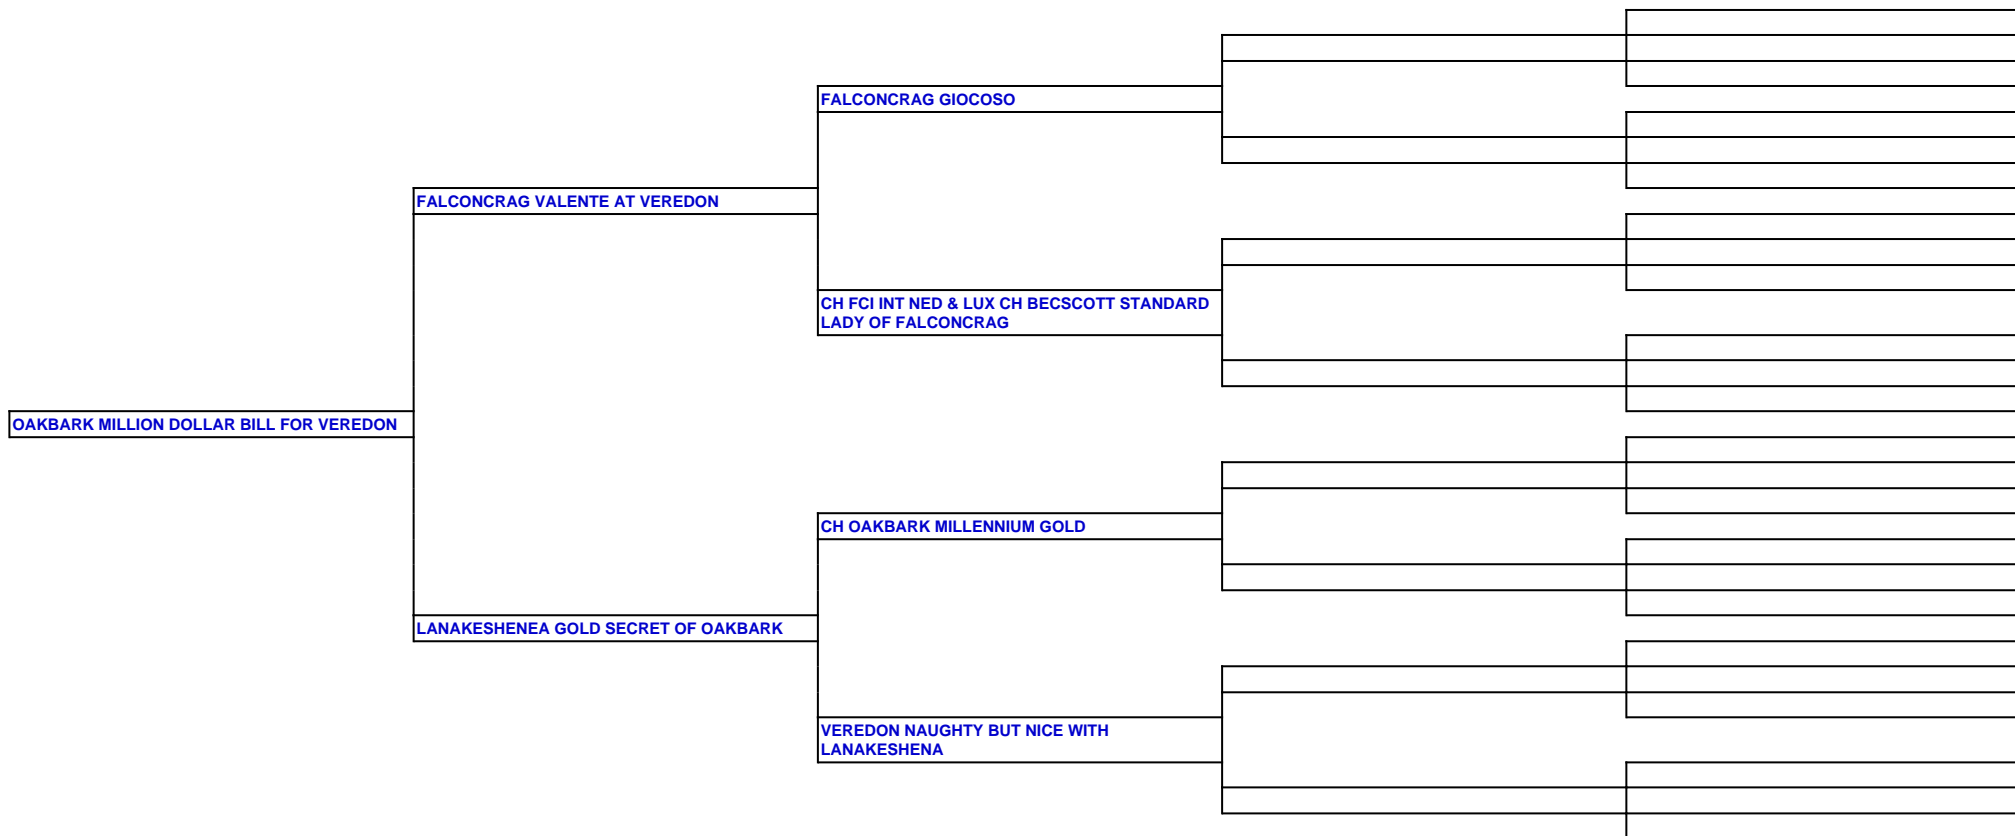 FALCONCRAG GIOCOSO
FALCONCRAG VALENTE AT VEREDON
CH FCI INT NED & LUX CH BECSCOTT STANDARD
LADY OF FALCONCRAG
OAKBARK MILLION DOLLAR BILL FOR VEREDON
CH OAKBARK MILLENNIUM GOLD
LANAKESHENEA GOLD SECRET OF OAKBARK
VEREDON NAUGHTY BUT NICE WITH
LANAKESHENA